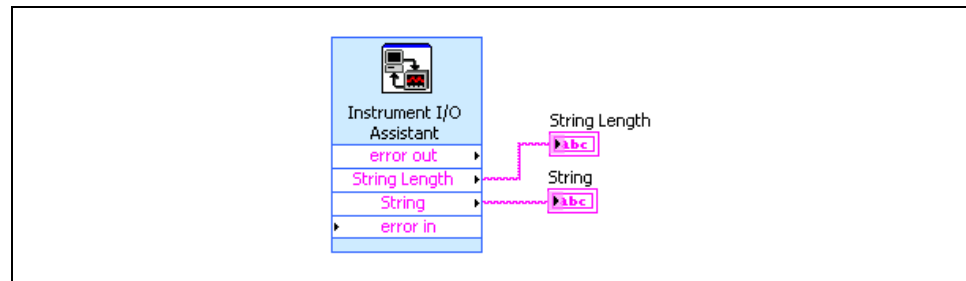 Instrument I/O
Assistant
error out
String Length
String
error in
String Length
abc
String
abc